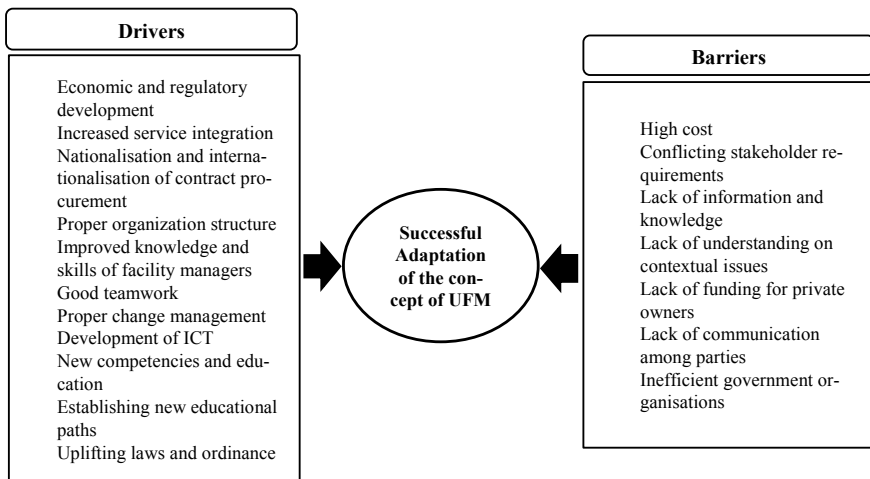 Drivers
Economic and regulatory
development
Increased service integration
Nationalisation and interna-
tionalisation of contract pro-
curement
Proper organization structure
Improved knowledge and
skills of facility managers
Good teamwork
Proper change management
Development of ICT
New competencies and edu-
cation
Establishing new educational
paths
Uplifting laws and ordinance
Successful
Adaptation
of the con-
cept of UFM
Barriers
High cost
Conflicting stakeholder re-
quirements
Lack of information and
knowledge
Lack of understanding on
contextual issues
Lack of funding for private
owners
Lack of communication
among parties
Inefficient government or-
ganisations